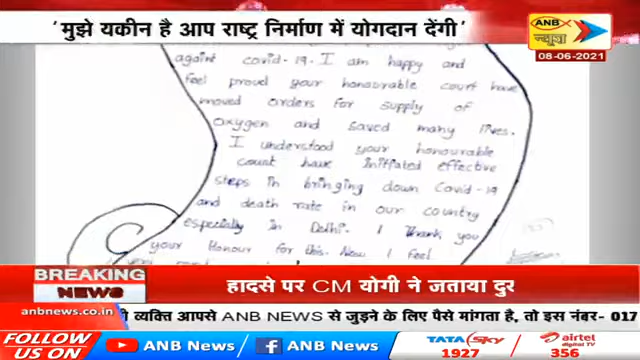 'मुझे यकीन है आप राष्ट्र निर्माण में योगदान देंगी'
ANB
न्यूज
08-06-2021
againt covid-19. I am happy and
feel proud your honourable court have
moved orders for supply of
oxygen and saved many lives.
I understood your honourable
court have initiated effective
steps in bringing down Covid-19
and death rate in our country
especially in Delhi. I Thank you
your Honour for this. Now I feel
BREAKING
NEWS
हादसे पर CM योगी ने जताया दुर
anbnews.co.in
ी व्यक्ति आपसे ANB NEWS से जुड़ने के लिए पैसे मांगता है, तो इस नंबर- 017
FOLLOW
US ON
ANB News
ANB News
TATA sky
1927
airtel
digital TV
356